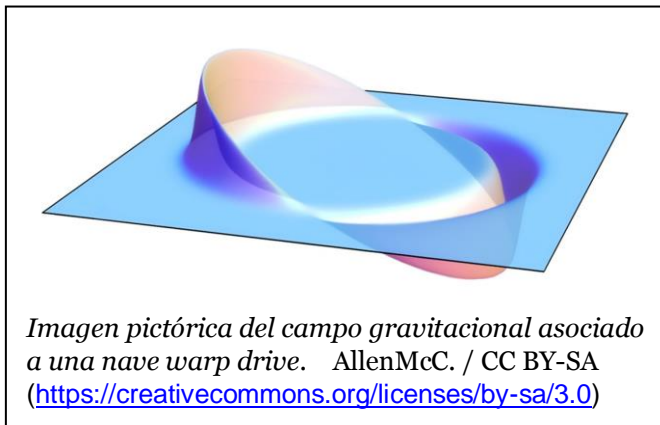 Imagen pictórica del campo gravitacional asociado
a una nave warp drive. AllenMcC. / CC BY-SA
(https://creativecommons.org/licenses/by-sa/3.0)